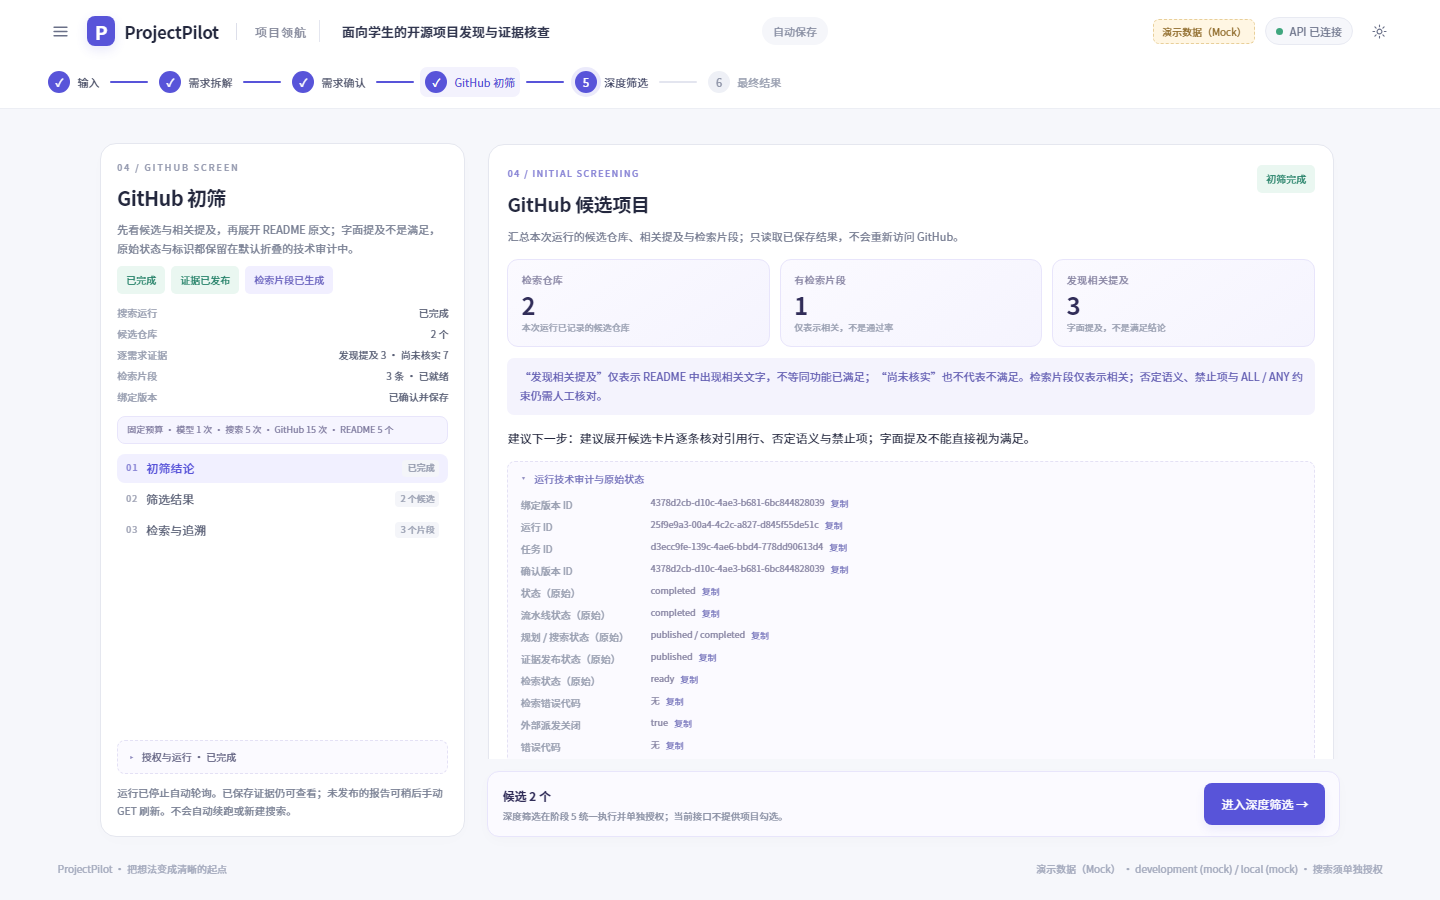 P ProjectPilot 项目领航 面向学生的开源项目发现与证据核查 自动保存 演示数据（Mock） API 已连接
✓ 输入 ✓ 需求拆解 ✓ 需求确认 ✓ GitHub 初筛 5 深度筛选 6 最终结果
04 / GITHUB SCREEN
GitHub 初筛
先看候选与相关提及，再展开 README 原文；字面提及不是满足，
原始状态与标识都保留在默认折叠的技术审计中。
已完成 证据已发布 检索片段已生成
搜索运行 已完成
候选仓库 2 个
逐需求证据 发现提及 3 · 尚未核实 7
检索片段 3 条 · 已就绪
绑定版本 已确认并保存
固定预算 · 模型 1 次 · 搜索 5 次 · GitHub 15 次 · README 5 个
01 初筛结论 已完成
02 筛选结果 2 个候选
03 检索与追溯 3 个片段
授权与运行 · 已完成
运行已停止自动轮询。已保存证据仍可查看；未发布的报告可稍后手动
GET 刷新。不会自动续跑或新建搜索。
04 / INITIAL SCREENING
初筛完成
GitHub 候选项目
汇总本次运行的候选仓库、相关提及与检索片段；只读取已保存结果，不会重新访问 GitHub。
检索仓库
2
本次运行已记录的候选仓库
有检索片段
1
仅表示相关，不是通过率
发现相关提及
3
字面提及，不是满足结论
“发现相关提及”仅表示 README 中出现相关文字，不等同功能已满足；“尚未核实”也不代表不满足。检索片段仅表示相关；否定语义、禁止项与 ALL / ANY 约
束仍需人工核对。
建议下一步：建议展开候选卡片逐条核对引用行、否定语义与禁止项；字面提及不能直接视为满足。
运行技术审计与原始状态
绑定版本 ID 4378d2cb-d10c-4ae3-b681-6bc844828039 复制
运行 ID 25f9e9a3-00a4-4c2c-a827-d845f55de51c 复制
任务 ID d3ecc9fe-139c-4ae6-bbd4-778dd90613d4 复制
确认版本 ID 4378d2cb-d10c-4ae3-b681-6bc844828039 复制
状态（原始） completed 复制
流水线状态（原始） completed 复制
规划 / 搜索状态（原始） published / completed 复制
证据发布状态（原始） published 复制
检索状态（原始） ready 复制
检索错误代码 无 复制
外部派发关闭 true 复制
错误代码 无 复制
候选 2 个
深度筛选在阶段 5 统一执行并单独授权；当前接口不提供项目勾选。
进入深度筛选 →
ProjectPilot · 把想法变成清晰的起点 演示数据（Mock） · development (mock) / local (mock) · 搜索须单独授权